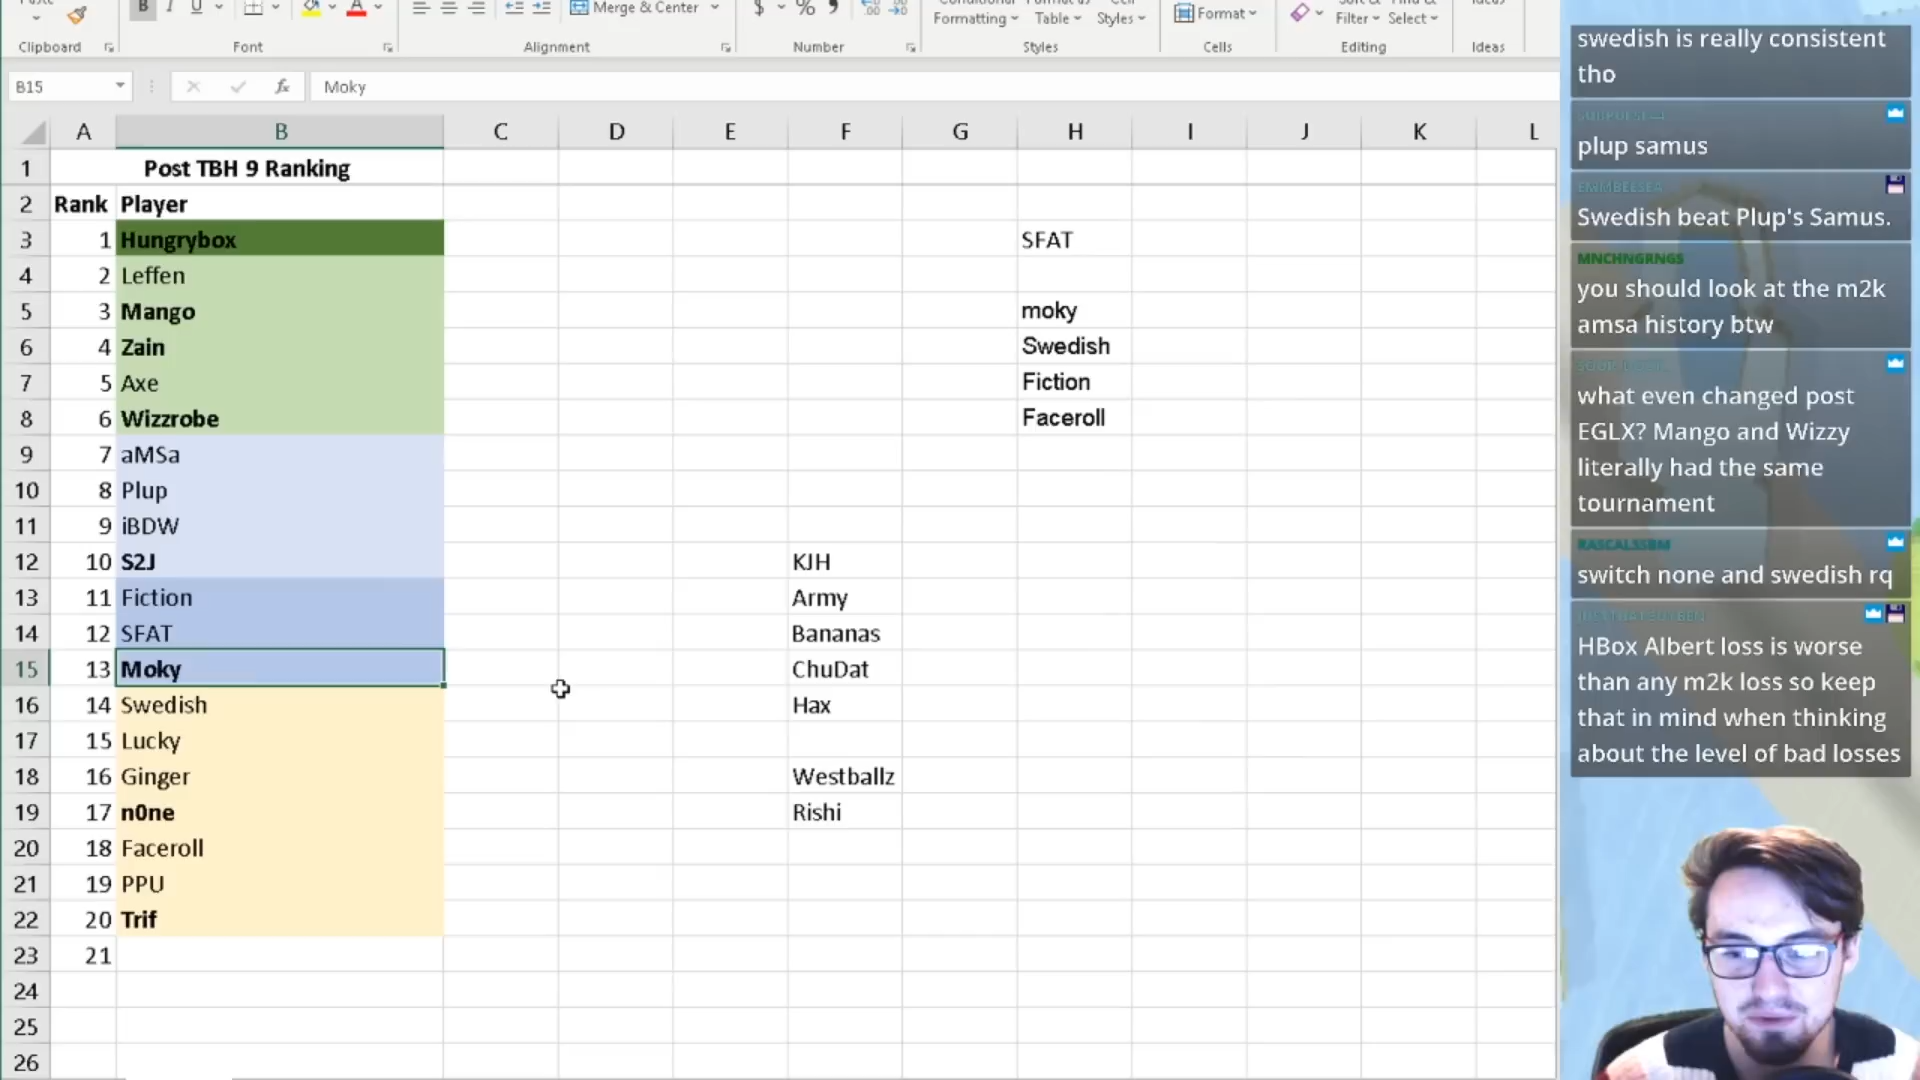 Clipboard
Font
Alignment
Number
Styles
Cells
Editing
Ideas
B I U A
Merge & Center
$ % 9
Formatting Table Styles
Format
Filter Select
B15
fx
Moky
A B C D E F G H I J K L
1 Post TBH 9 Ranking
2 Rank Player
3 1 Hungrybox SFAT
4 2 Leffen
5 3 Mango moky
6 4 Zain Swedish
7 5 Axe Fiction
8 6 Wizzrobe Faceroll
9 7 aMSa
10 8 Plup
11 9 iBDW
12 10 S2J KJH
13 11 Fiction Army
14 12 SFAT Bananas
15 13 Moky ChuDat
16 14 Swedish Hax
17 15 Lucky
18 16 Ginger Westballz
19 17 n0ne Rishi
20 18 Faceroll
21 19 PPU
22 20 Trif
23 21
24
25
26
swedish is really consistent
tho
plup samus
EMMBEESEA
Swedish beat Plup's Samus.
MNCHNGRNGS
you should look at the m2k
amsa history btw
what even changed post
EGLX? Mango and Wizzy
literally had the same
tournament
RASCALSSBM
switch none and swedish rq
HBox Albert loss is worse
than any m2k loss so keep
that in mind when thinking
about the level of bad losses